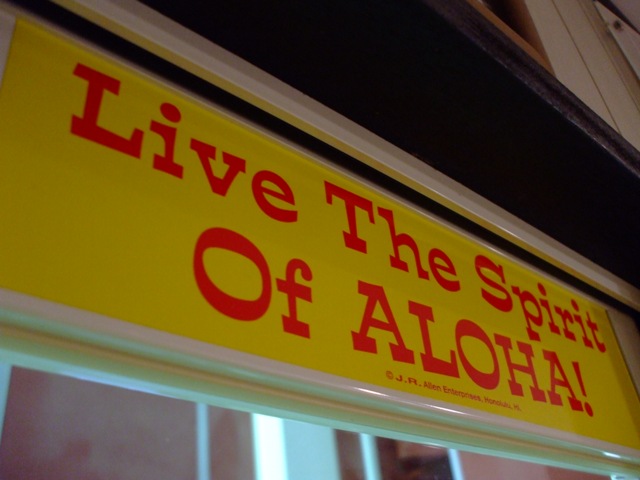 Live The Spirit
Of ALOHA!
© J.R. Allen Enterprises, Honolulu, HI.